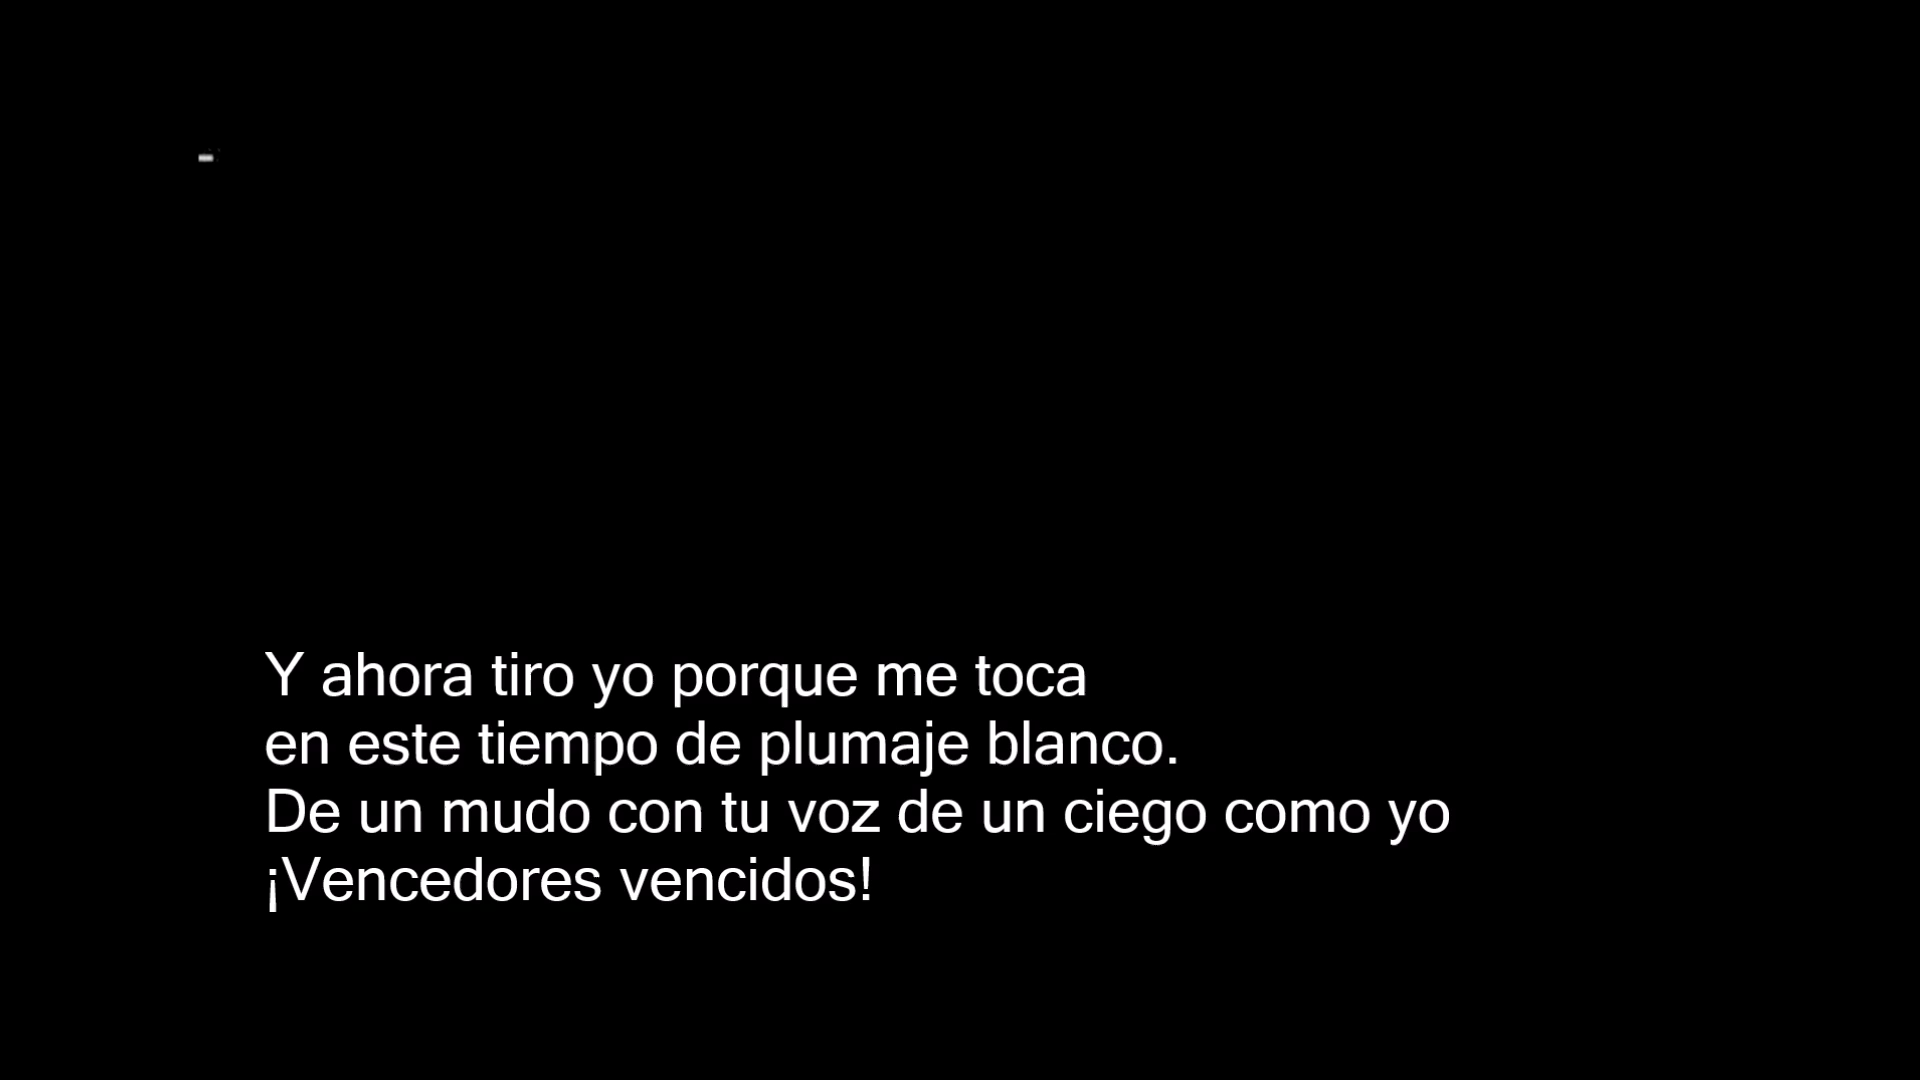 Y ahora tiro yo porque me toca
en este tiempo de plumaje blanco.
De un mudo con tu voz de un ciego como yo
¡Vencedores vencidos!